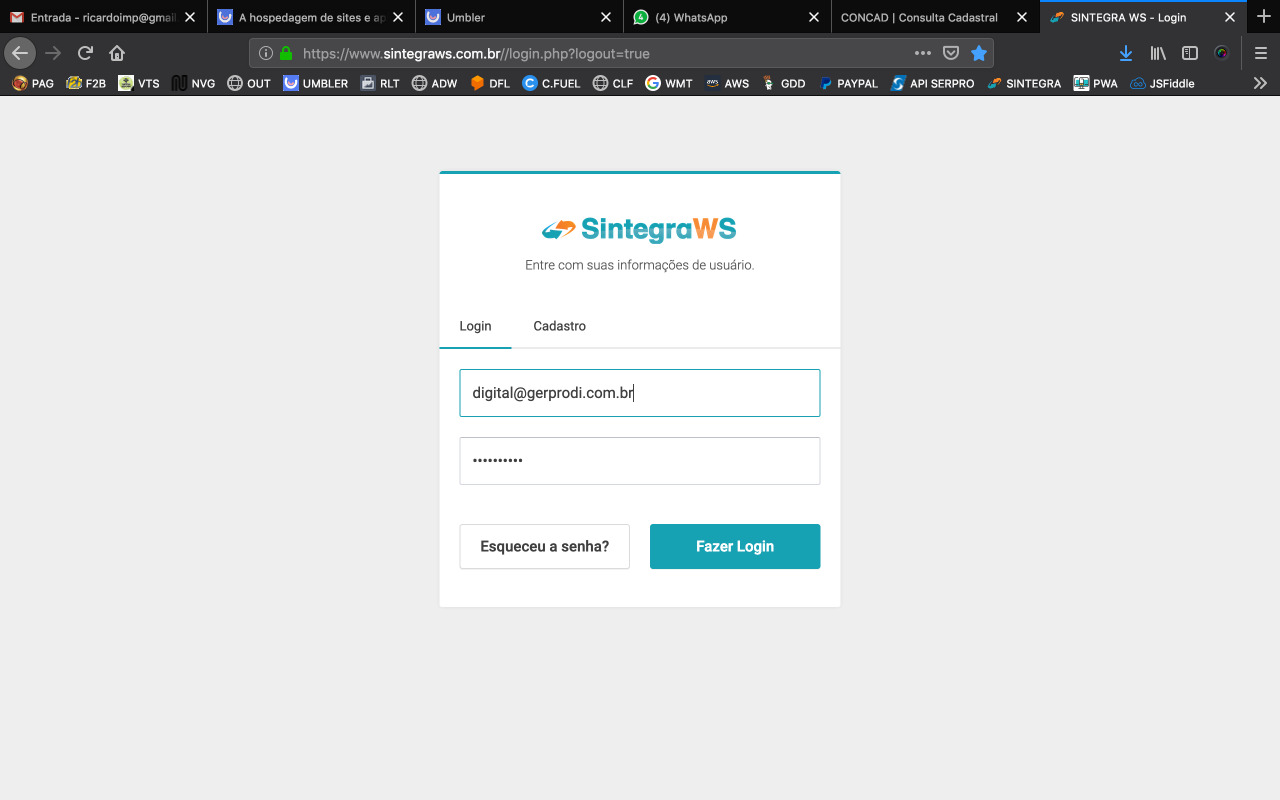 Entrada - ricardoimp@gmail
A hospedagem de sites e ap
Umbler
(4) WhatsApp
CONCAD | Consulta Cadastral
SINTEGRA WS - Login
https://www.sintegraws.com.br//login.php?logout=true
PAG F2B VTS NVG OUT UMBLER RLT ADW DFL C.FUEL CLF WMT AWS GDD PAYPAL API SERPRO SINTEGRA PWA JSFiddle
SintegraWS
Entre com suas informações de usuário.
Login Cadastro
digital@gerprodi.com.br
••••••••••
Esqueceu a senha? Fazer Login